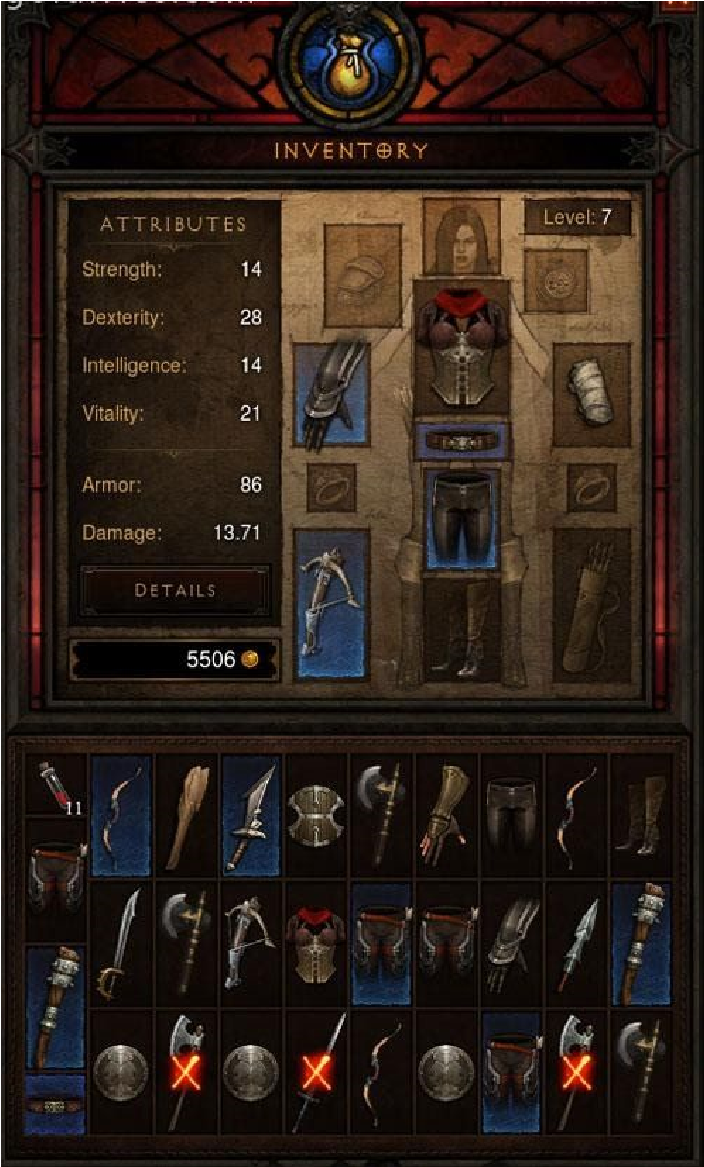 INVENTORY
ATTRIBUTES
Level: 7
Strength: 14
Dexterity: 28
Intelligence: 14
Vitality: 21
Armor: 86
Damage: 13.71
DETAILS
5506
11